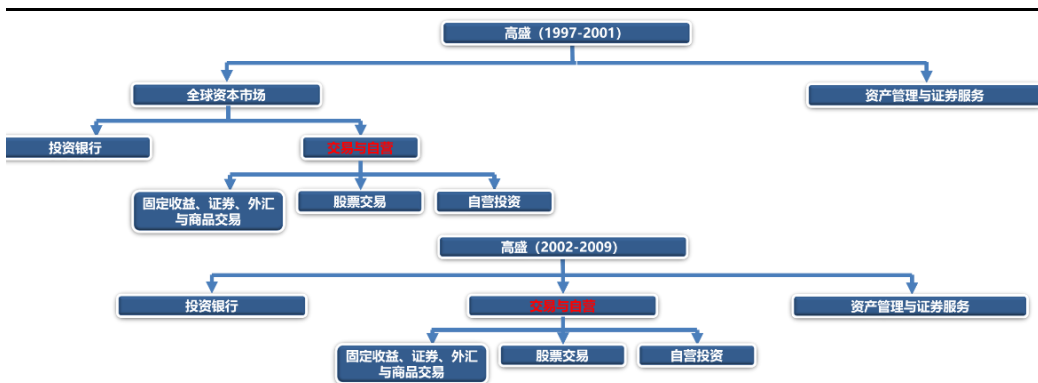 高盛（1997-2001）
全球资本市场
资产管理与证券服务
投资银行
交易与自营
固定收益、证券、外汇
与商品交易
股票交易
自营投资
高盛（2002-2009）
投资银行
交易与自营
资产管理与证券服务
固定收益、证券、外汇
与商品交易
股票交易
自营投资